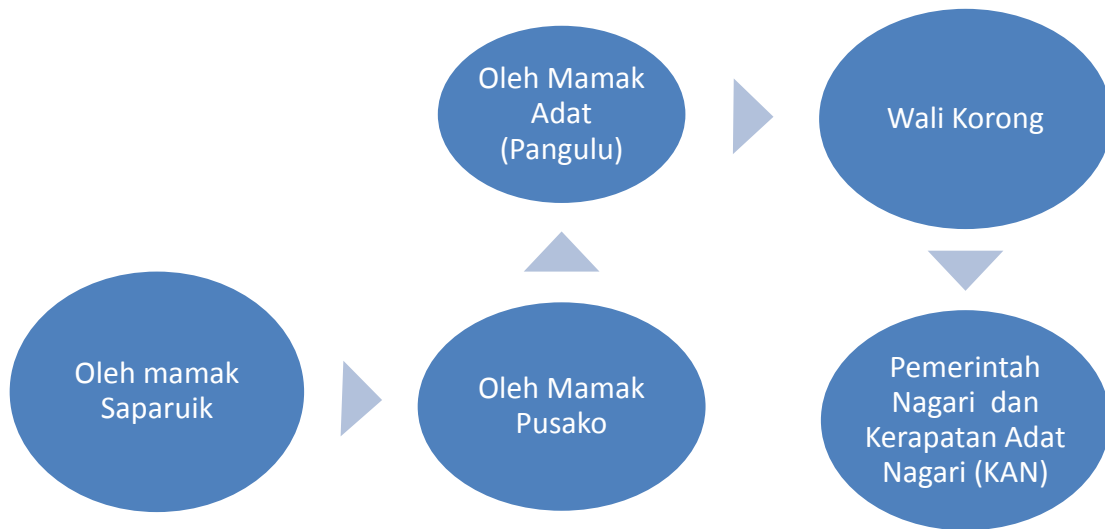 Oleh mamak
Saparuik
Oleh Mamak
Pusako
Oleh Mamak
Adat
(Pangulu)
Wali Korong
Pemerintah
Nagari dan
Kerapatan Adat
Nagari (KAN)